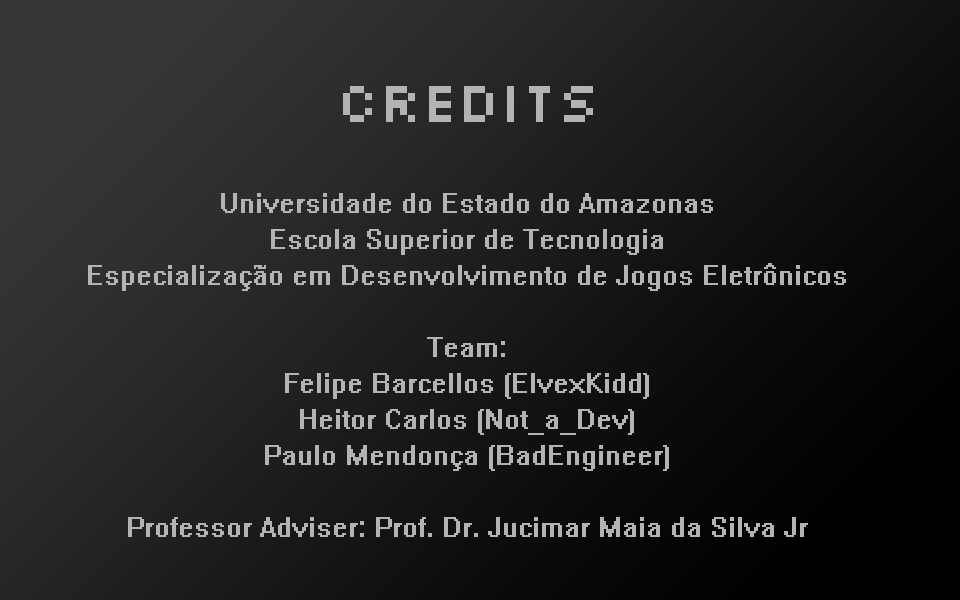 CREDITS
Universidade do Estado do Amazonas
Escola Superior de Tecnologia
Especialização em Desenvolvimento de Jogos Eletrônicos
Team:
Felipe Barcellos (ElvexKidd)
Heitor Carlos (Not_a_Dev)
Paulo Mendonça (BadEngineer)
Professor Adviser: Prof. Dr. Jucimar Maia da Silva Jr